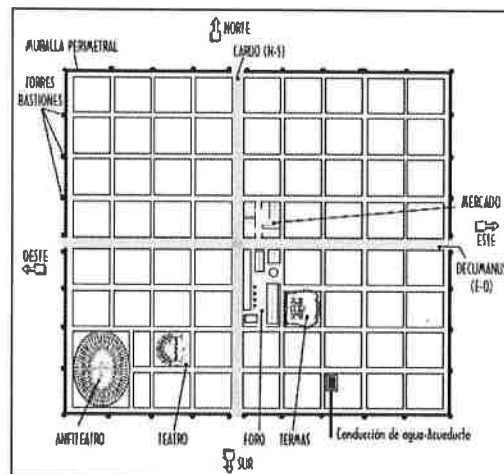 NORTE
MURALLA PERIMETRAL
CARDO (N-S)
TORRES
BASTIONES
MERCADO
ESTE
OESTE
DECUMANUS
(E-O)
ANFITEATRO
TEATRO
FORO
TERMAS
Conducción de agua-Acueducto
SUR